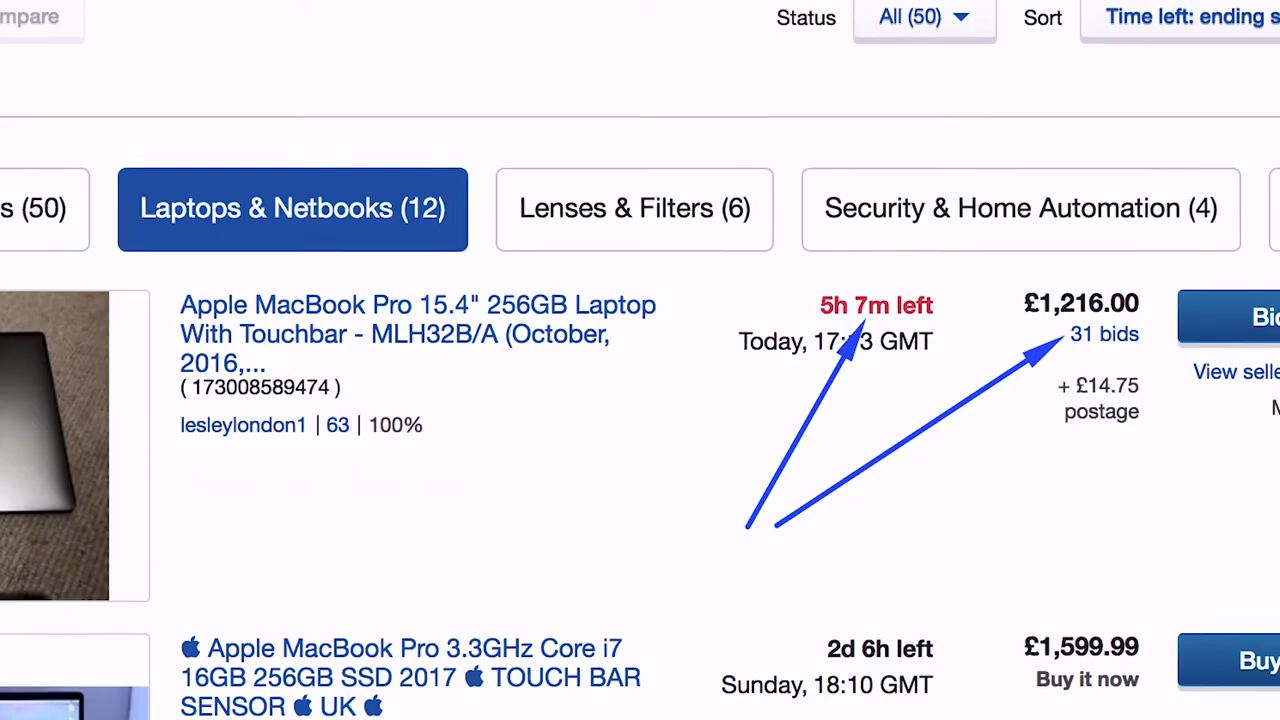 mpare
Status All (50) Sort Time left: ending s
s (50) Laptops & Netbooks (12) Lenses & Filters (6) Security & Home Automation (4)
Apple MacBook Pro 15.4" 256GB Laptop
With Touchbar - MLH32B/A (October,
2016,...
( 173008589474 )
lesleylondon1 | 63 | 100%
5h 7m left
Today, 17:13 GMT
£1,216.00
31 bids
+ £14.75
postage
Bid
View selle
M
 Apple MacBook Pro 3.3GHz Core i7
16GB 256GB SSD 2017  TOUCH BAR
SENSOR  UK 
2d 6h left
Sunday, 18:10 GMT
£1,599.99
Buy it now
Buy